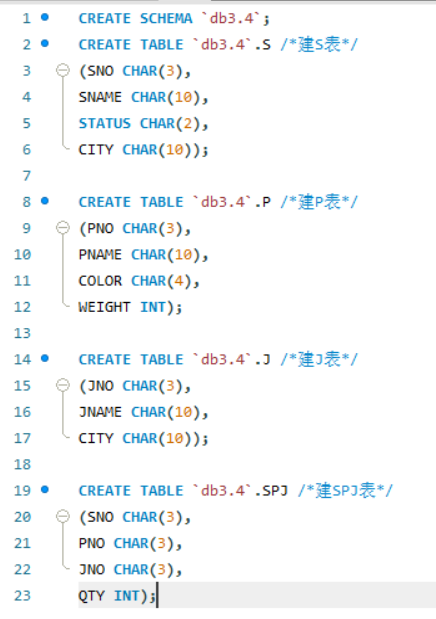 1 CREATE SCHEMA `db3.4`;
2 CREATE TABLE `db3.4`.S /*建S表*/
3 (SNO CHAR(3),
4 SNAME CHAR(10),
5 STATUS CHAR(2),
6 CITY CHAR(10));
7
8 CREATE TABLE `db3.4`.P /*建P表*/
9 (PNO CHAR(3),
10 PNAME CHAR(10),
11 COLOR CHAR(4),
12 WEIGHT INT);
13
14 CREATE TABLE `db3.4`.J /*建J表*/
15 (JNO CHAR(3),
16 JNAME CHAR(10),
17 CITY CHAR(10));
18
19 CREATE TABLE `db3.4`.SPJ /*建SPJ表*/
20 (SNO CHAR(3),
21 PNO CHAR(3),
22 JNO CHAR(3),
23 QTY INT);